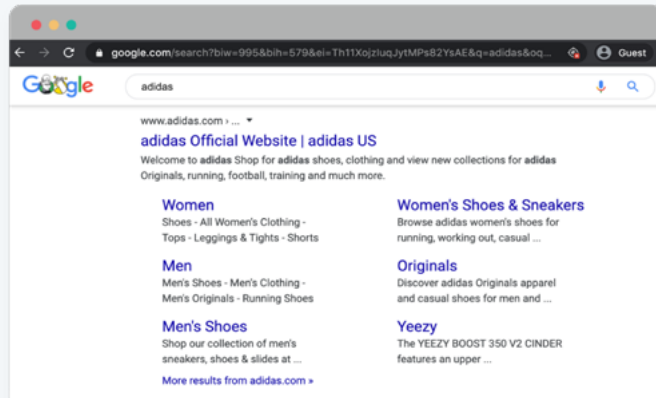 google.com/search?biw=995&bih=579&ei=Th11XojzIuqJytMPs82YsAE&q=adidas&oq... Guest
Google adidas
www.adidas.com › ...
adidas Official Website | adidas US
Welcome to adidas Shop for adidas shoes, clothing and view new collections for adidas
Originals, running, football, training and much more.
Women
Shoes - All Women's Clothing -
Tops - Leggings & Tights - Shorts
Women's Shoes & Sneakers
Browse adidas women's shoes for
running, working out, casual ...
Men
Men's Shoes - Men's Clothing -
Men's Originals - Running Shoes
Originals
Discover adidas Originals apparel
and casual shoes for men and ...
Men's Shoes
Shop our collection of men's
sneakers, shoes & slides at ...
Yeezy
The YEEZY BOOST 350 V2 CINDER
features an upper ...
More results from adidas.com »